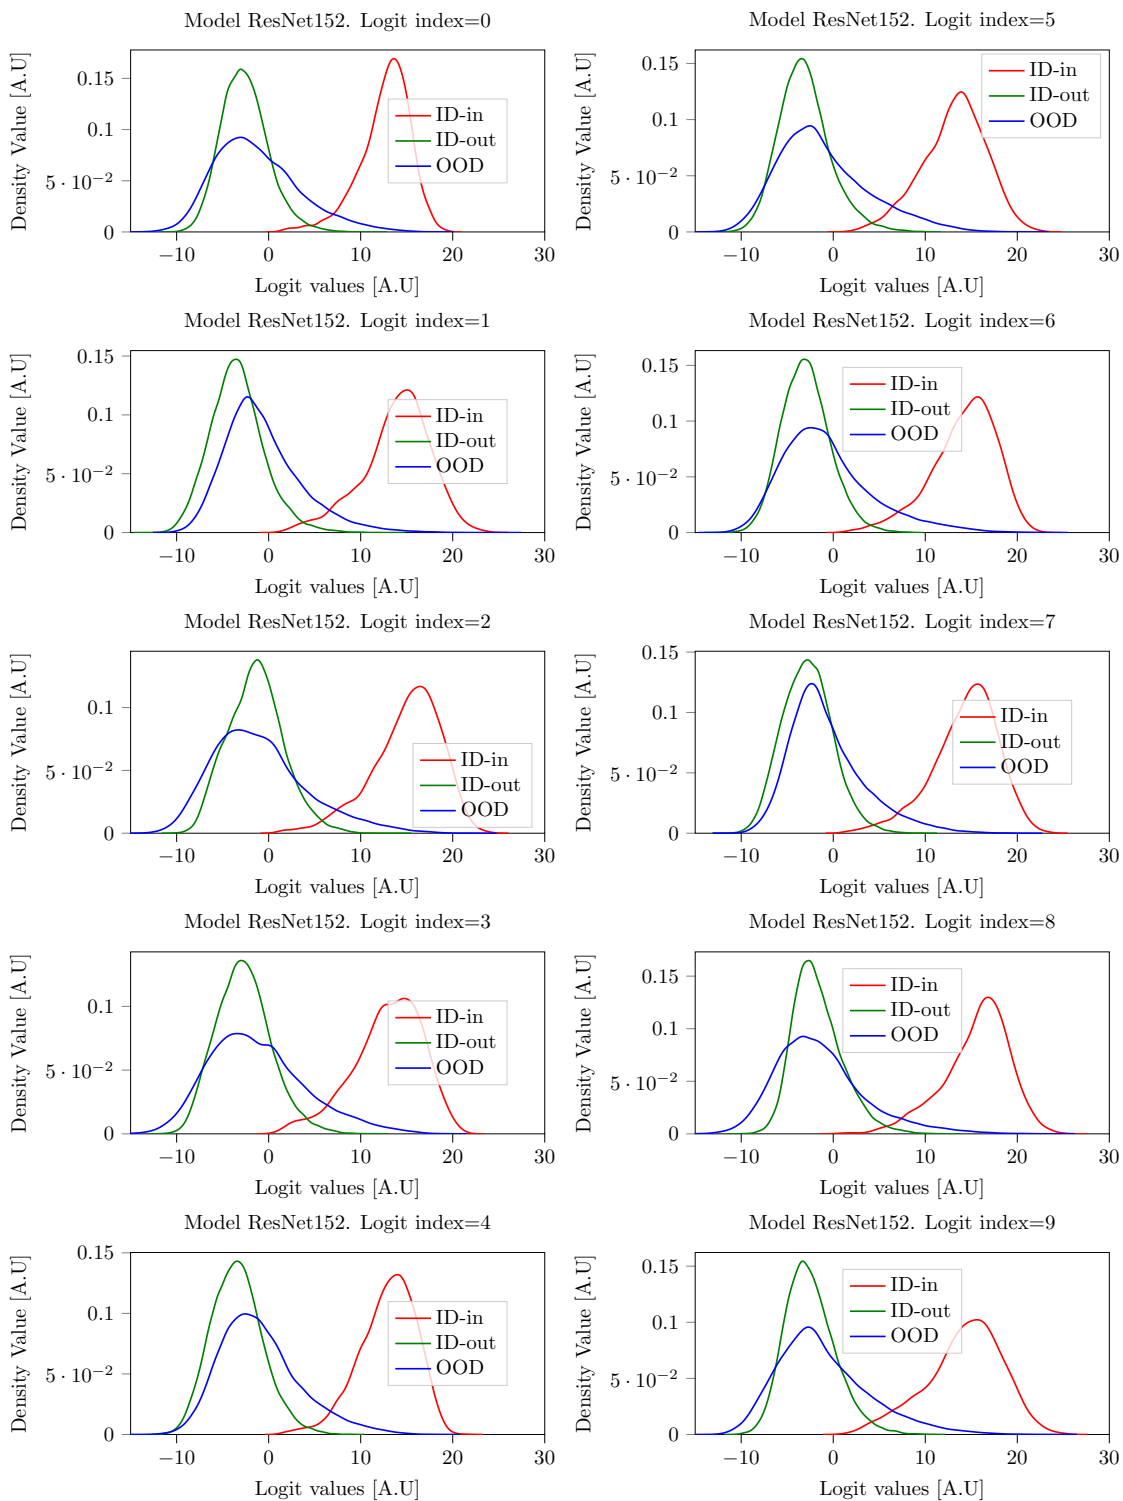 Model ResNet152. Logit index=0
Density Value [A.U]
0.15
0.1
5 · 10⁻²
0
−10
0
10
20
30
Logit values [A.U]
ID-in
ID-out
OOD
Model ResNet152. Logit index=5
Density Value [A.U]
0.15
0.1
5 · 10⁻²
0
−10
0
10
20
30
Logit values [A.U]
ID-in
ID-out
OOD
Model ResNet152. Logit index=1
Density Value [A.U]
0.15
0.1
5 · 10⁻²
0
−10
0
10
20
30
Logit values [A.U]
ID-in
ID-out
OOD
Model ResNet152. Logit index=6
Density Value [A.U]
0.15
0.1
5 · 10⁻²
0
−10
0
10
20
30
Logit values [A.U]
ID-in
ID-out
OOD
Model ResNet152. Logit index=2
Density Value [A.U]
0.1
5 · 10⁻²
0
−10
0
10
20
30
Logit values [A.U]
ID-in
ID-out
OOD
Model ResNet152. Logit index=7
Density Value [A.U]
0.15
0.1
5 · 10⁻²
0
−10
0
10
20
30
Logit values [A.U]
ID-in
ID-out
OOD
Model ResNet152. Logit index=3
Density Value [A.U]
0.1
5 · 10⁻²
0
−10
0
10
20
30
Logit values [A.U]
ID-in
ID-out
OOD
Model ResNet152. Logit index=8
Density Value [A.U]
0.15
0.1
5 · 10⁻²
0
−10
0
10
20
30
Logit values [A.U]
ID-in
ID-out
OOD
Model ResNet152. Logit index=4
Density Value [A.U]
0.15
0.1
5 · 10⁻²
0
−10
0
10
20
30
Logit values [A.U]
ID-in
ID-out
OOD
Model ResNet152. Logit index=9
Density Value [A.U]
0.15
0.1
5 · 10⁻²
0
−10
0
10
20
30
Logit values [A.U]
ID-in
ID-out
OOD